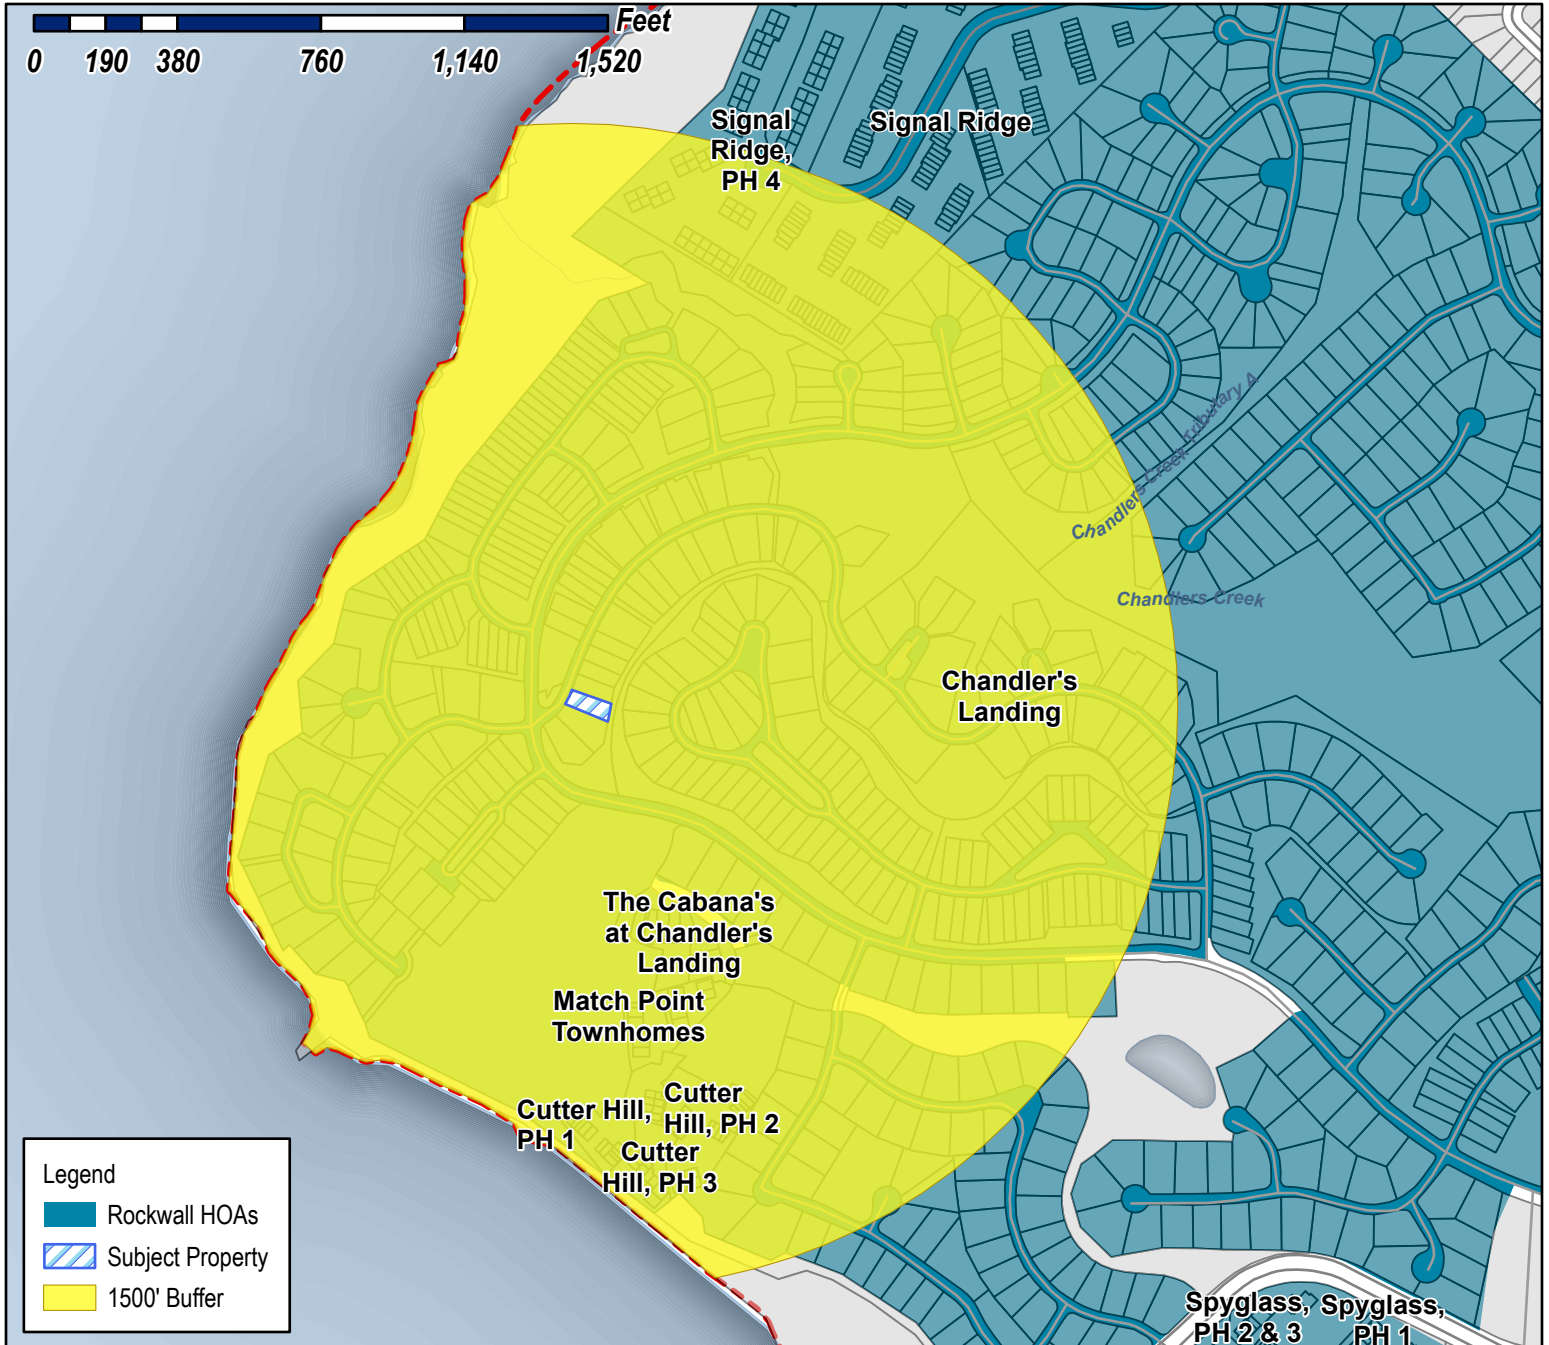 Feet
0 190 380 760 1,140 1,520
Signal
Ridge,
PH 4
Signal Ridge
Chandlers Creek Tributary A
Chandlers Creek
Chandler's
Landing
The Cabana's
at Chandler's
Landing
Match Point
Townhomes
Cutter Hill,
PH 1
Cutter
Hill, PH 2
Cutter
Hill, PH 3
Spyglass,
PH 2 & 3
Spyglass,
PH 1
Legend
Rockwall HOAs
Subject Property
1500' Buffer